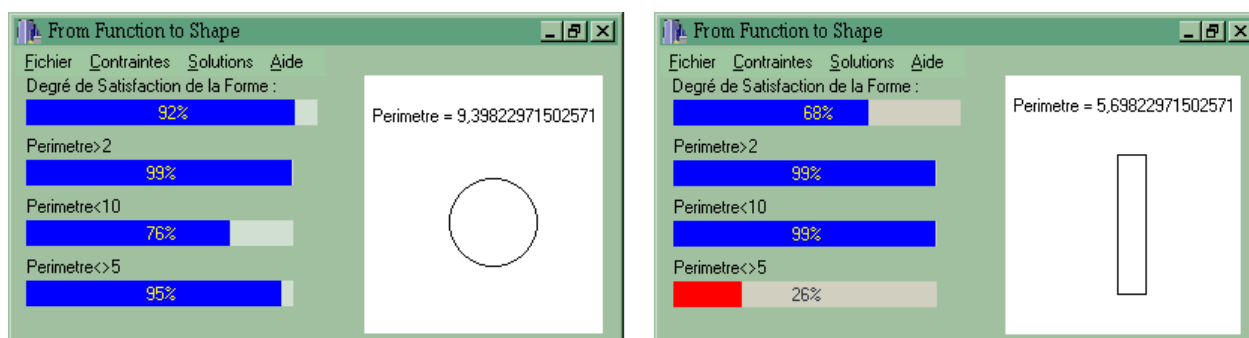 From Function to Shape
Fichier Contraintes Solutions Aide
Degré de Satisfaction de la Forme :
92%
Perimetre>2
99%
Perimetre<10
76%
Perimetre<>5
95%
Perimetre = 9,39822971502571
From Function to Shape
Fichier Contraintes Solutions Aide
Degré de Satisfaction de la Forme :
68%
Perimetre>2
99%
Perimetre<10
99%
Perimetre<>5
26%
Perimetre = 5,69822971502571